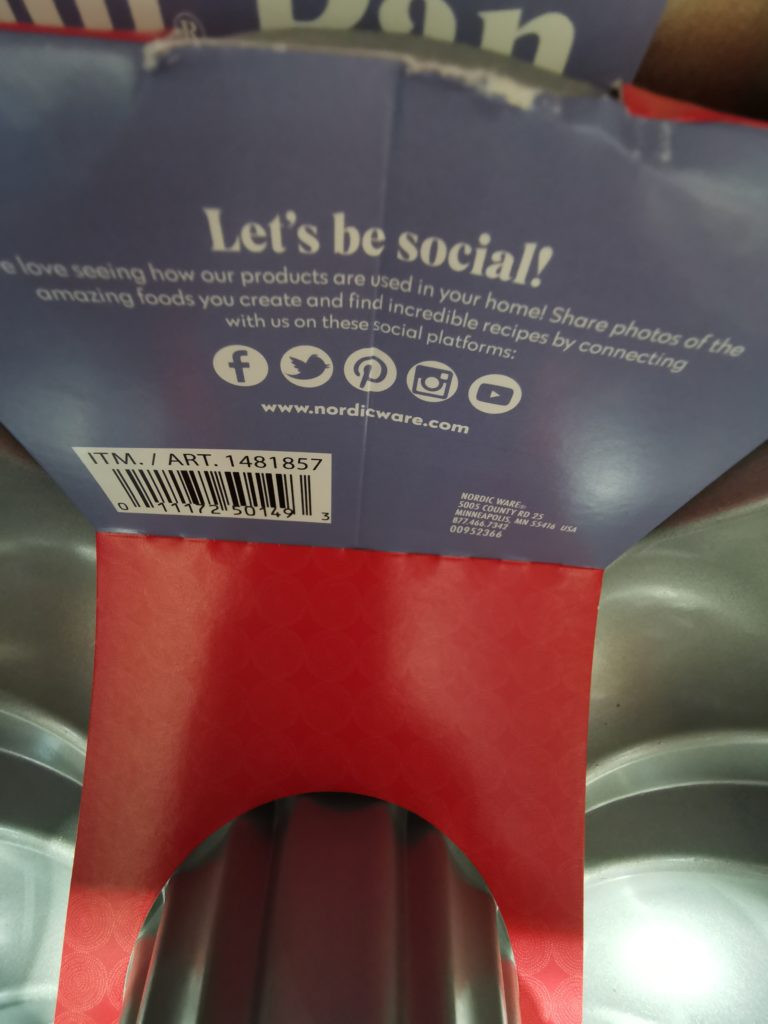 ®
Pan
Let's be social!
e love seeing how our products are used in your home! Share photos of the
amazing foods you create and find incredible recipes by connecting
with us on these social platforms:
www.nordicware.com
ITM. / ART. 1481857
0 11172 50149 3
NORDIC WARE®
5005 COUNTY RD 25
MINNEAPOLIS, MN 55416 USA
877.466.7347
00952366